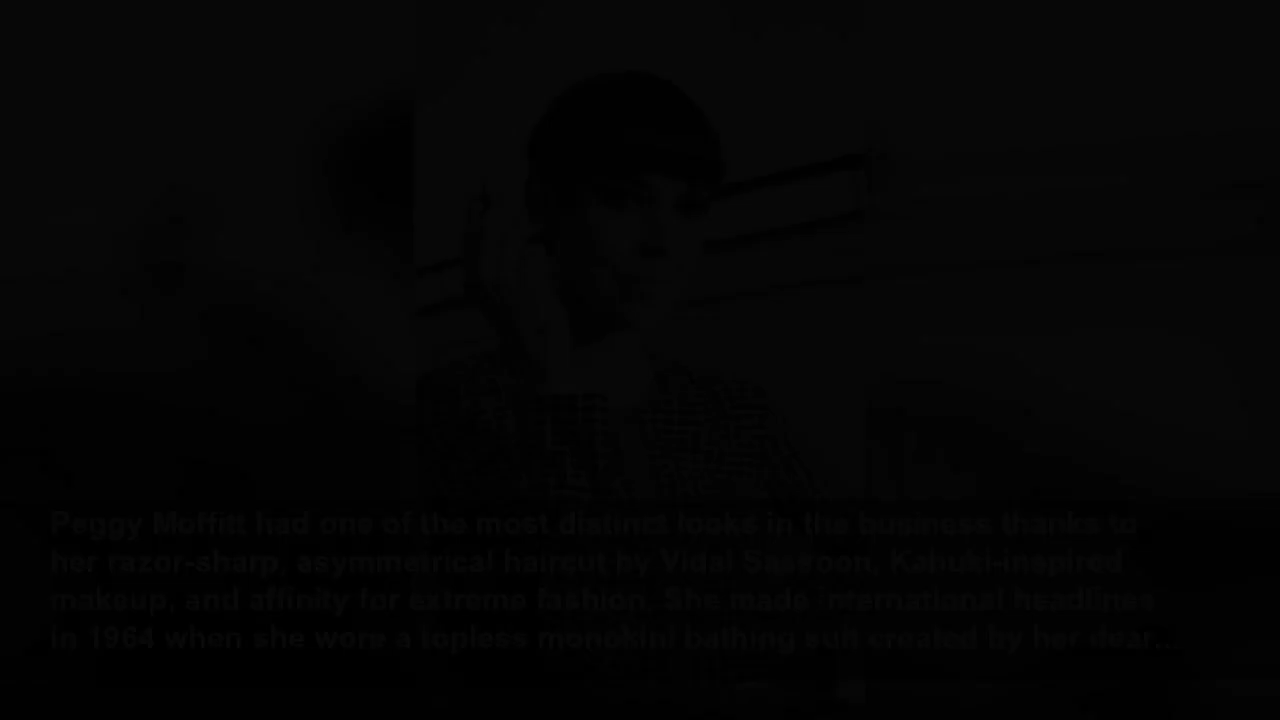 Peggy Moffitt had one of the most distinct looks in the business thanks to
her razor-sharp, asymmetrical haircut by Vidal Sassoon, Kabuki-inspired
makeup, and affinity for extreme fashion. She made international headlines
in 1964 when she wore a topless monokini bathing suit created by her dear...